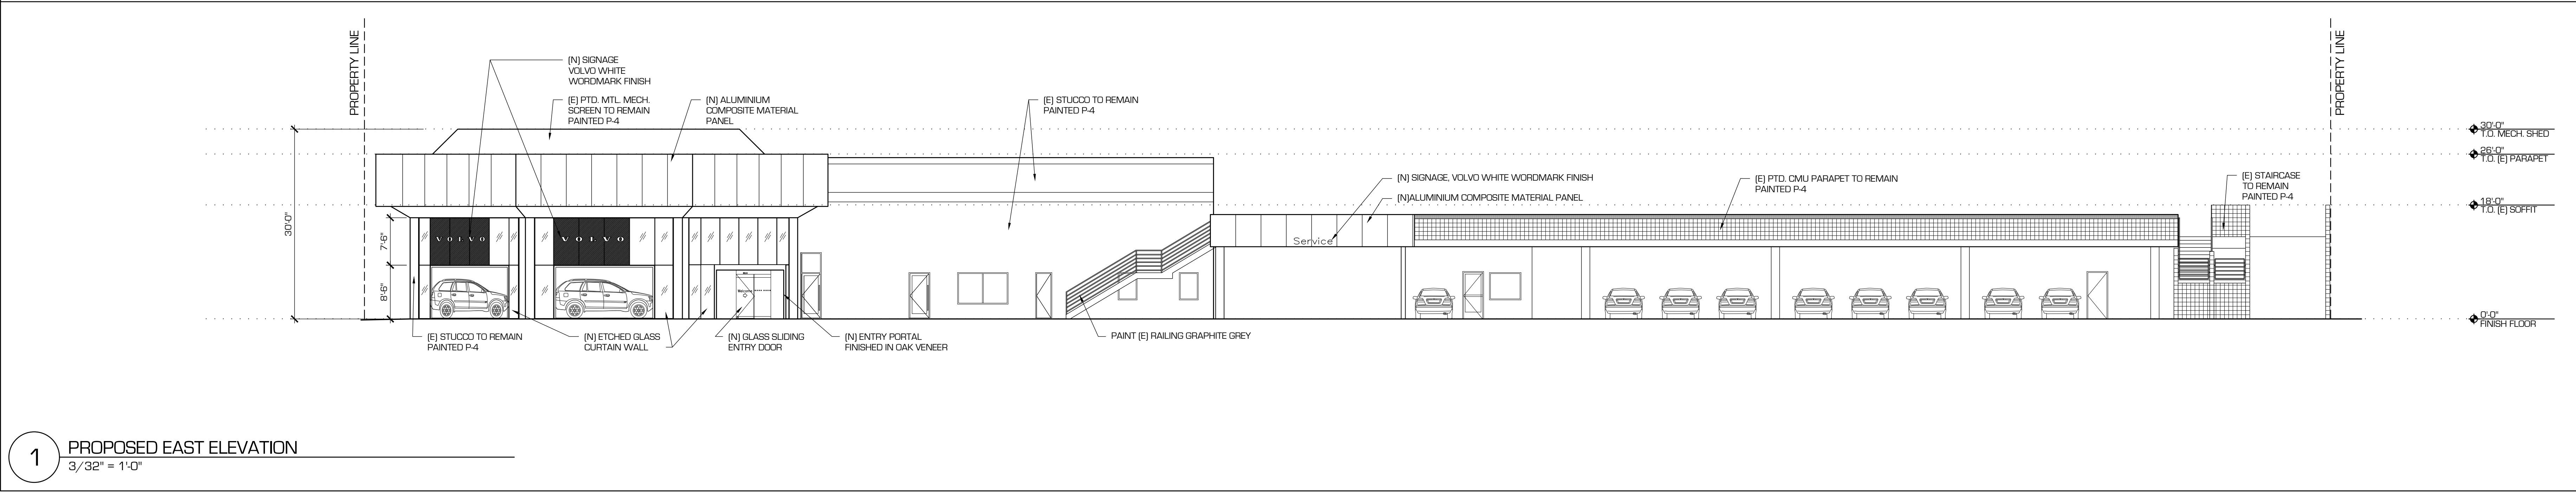 PROPERTY LINE
(N) SIGNAGE
VOLVO WHITE
WORDMARK FINISH
(E) PTD. MTL. MECH.
SCREEN TO REMAIN
PAINTED P-4
(N) ALUMINIUM
COMPOSITE MATERIAL
PANEL
(E) STUCCO TO REMAIN
PAINTED P-4
(N) SIGNAGE, VOLVO WHITE WORDMARK FINISH
(N)ALUMINIUM COMPOSITE MATERIAL PANEL
(E) PTD. CMU PARAPET TO REMAIN
PAINTED P-4
(E) STAIRCASE
TO REMAIN
PAINTED P-4
PROPERTY LINE
30'-0"
T.O. MECH. SHED
26'-0"
T.O. (E) PARAPET
18'-0"
T.O. (E) SOFFIT
0'-0"
FINISH FLOOR
30'-0"
7'-6"
8'-6"
VOLVO
VOLVO
Service
(E) STUCCO TO REMAIN
PAINTED P-4
(N) ETCHED GLASS
CURTAIN WALL
(N) GLASS SLIDING
ENTRY DOOR
(N) ENTRY PORTAL
FINISHED IN OAK VENEER
PAINT (E) RAILING GRAPHITE GREY
1
PROPOSED EAST ELEVATION
3/32" = 1'-0"